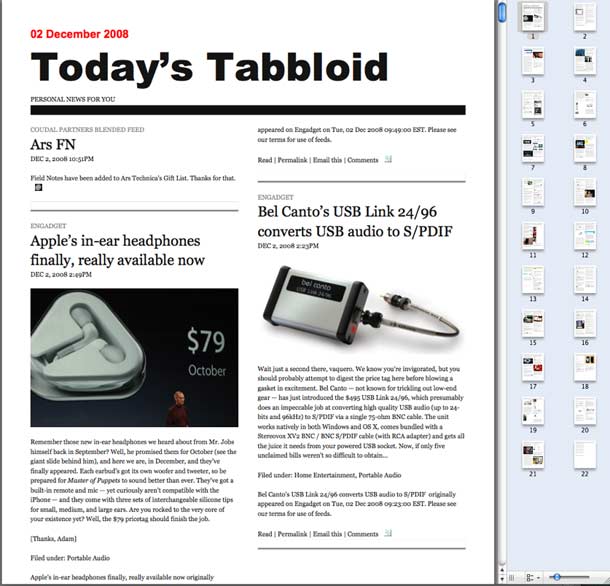 02 December 2008
Today's Tabbloid
PERSONAL NEWS FOR YOU
COUDAL PARTNERS BLENDED FEED
Ars FN
DEC 2, 2008 10:51PM
Field Notes have been added to Ars Technica's Gift List. Thanks for that.
ENGADGET
Apple's in-ear headphones
finally, really available now
DEC 2, 2008 2:49PM
$79
October
Remember those new in-ear headphones we heard about from Mr. Jobs
himself back in September? Well, he promised them for October (see the
giant slide behind him), and here we are, in December, and they've
finally appeared. Each earbud's got its own woofer and tweeter, so be
prepared for Master of Puppets to sound better than ever. They've got a
built-in remote and mic — yet curiously aren't compatible with the
iPhone — and they come with three sets of interchangeable silicone tips
for small, medium, and large ears. Are you rocked to the very core of
your existence yet? Well, the $79 pricetag should finish the job.
[Thanks, Adam]
Filed under: Portable Audio
Apple's in-ear headphones finally, really available now originally
appeared on Engadget on Tue, 02 Dec 2008 09:49:00 EST. Please see
our terms for use of feeds.
Read | Permalink | Email this | Comments
ENGADGET
Bel Canto's USB Link 24/96
converts USB audio to S/PDIF
DEC 2, 2008 2:23PM
bel canto
USB Link 24/96
Wait just a second there, vaquero. We know you're invigorated, but you
should probably attempt to digest the price tag here before blowing a
gasket in excitement. Bel Canto — not known for trickling out low-end
gear — has just introduced the $495 USB Link 24/96, which presumably
does an impeccable job at converting high quality USB audio (up to 24-
bits and 96kHz) to S/PDIF via a single 75-ohm BNC cable. The unit
works natively in both Windows and OS X, comes bundled with a
Stereovox XV2 BNC / BNC S/PDIF cable (with RCA adapter) and gets all
the juice it needs from your powered USB socket. Now, if only five
unclaimed bills weren't so difficult to obtain...
Filed under: Home Entertainment, Portable Audio
Bel Canto's USB Link 24/96 converts USB audio to S/PDIF originally
appeared on Engadget on Tue, 02 Dec 2008 09:23:00 EST. Please see
our terms for use of feeds.
Read | Permalink | Email this | Comments
1 2
3 4
5 6
7 8
9 10
11 12
13 14
15 16
17 18
19 20
21 22